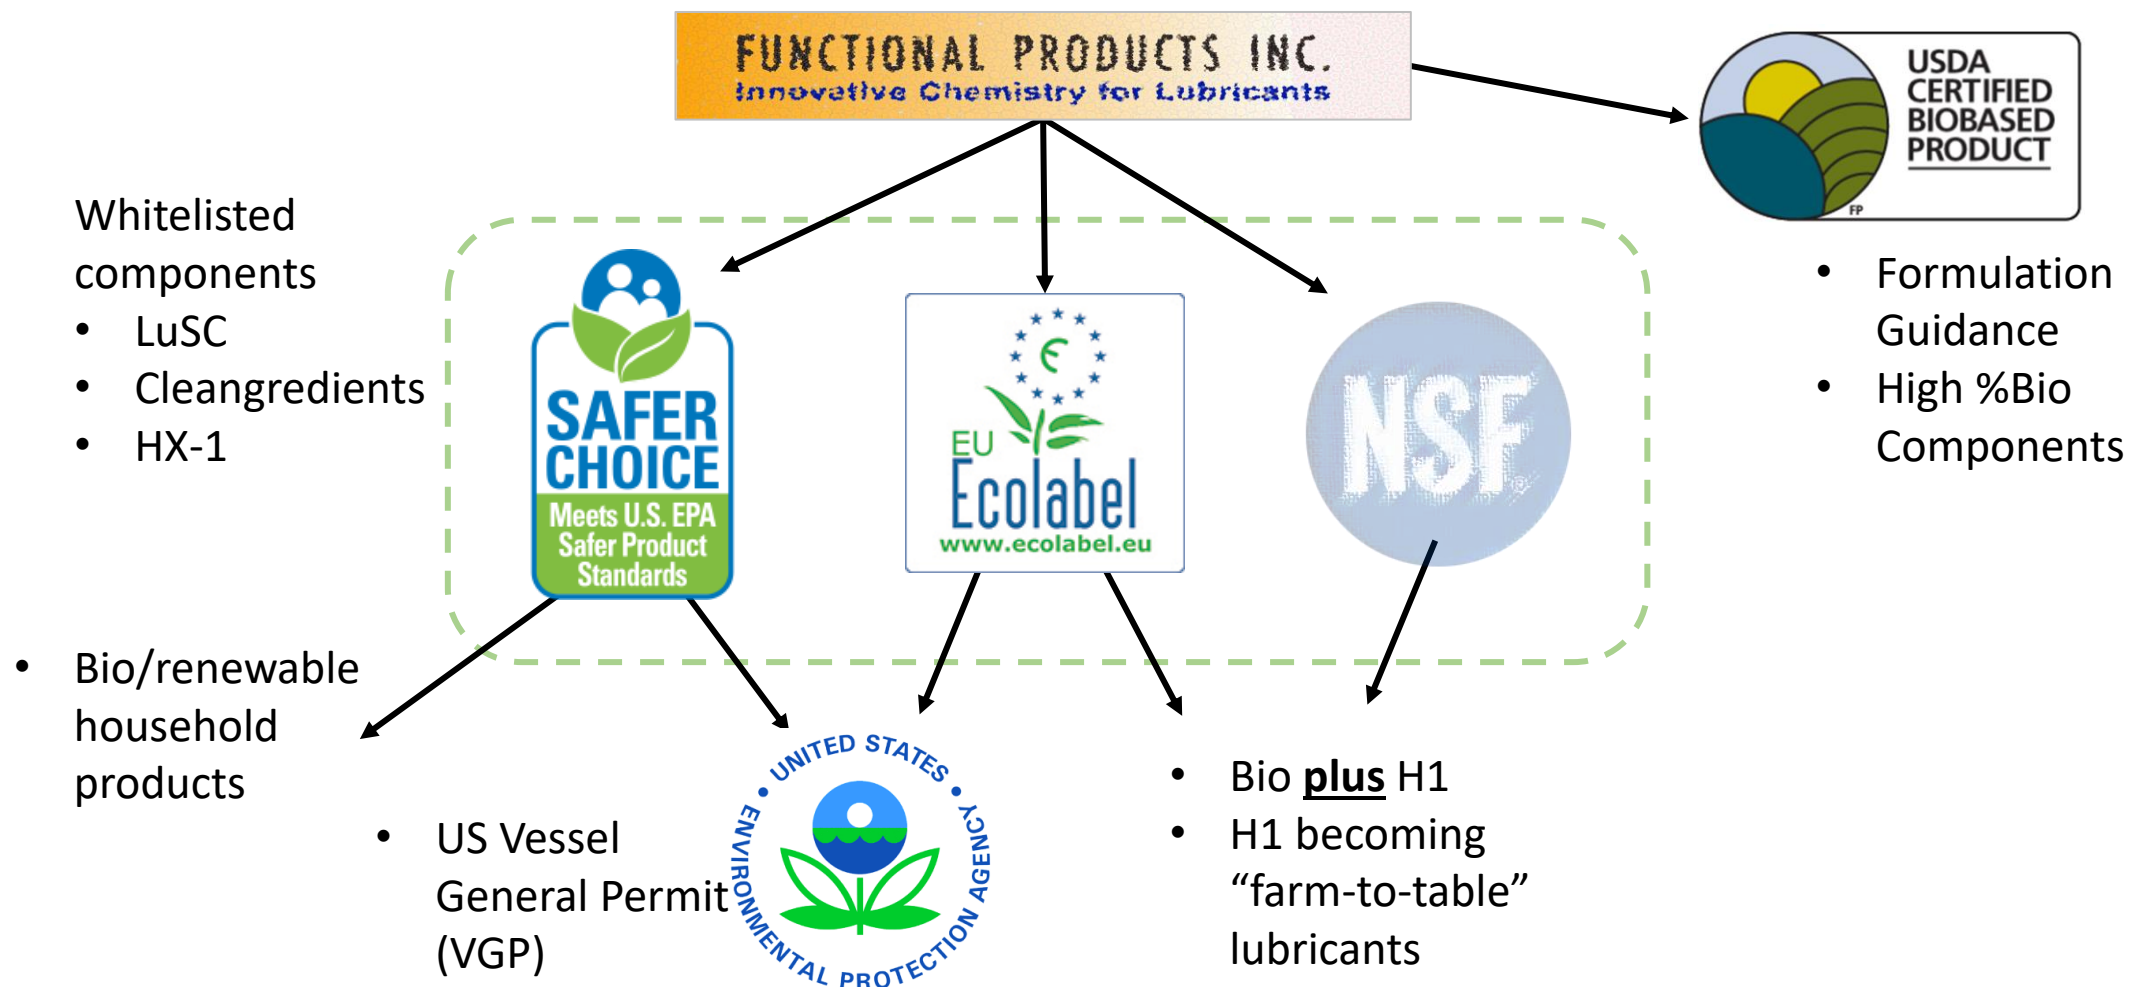 FUNCTIONAL PRODUCTS INC.
Innovative Chemistry for Lubricants
USDA
CERTIFIED
BIOBASED
PRODUCT
FP
Whitelisted
components
• LuSC
• Cleangredients
• HX-1
SAFER
CHOICE
Meets U.S. EPA
Safer Product
Standards
EU
Ecolabel
www.ecolabel.eu
NSF®
• Formulation
Guidance
• High %Bio
Components
• Bio/renewable
household
products
• US Vessel
General Permit
(VGP)
UNITED STATES • ENVIRONMENTAL PROTECTION AGENCY •
• Bio plus H1
• H1 becoming
“farm-to-table”
lubricants